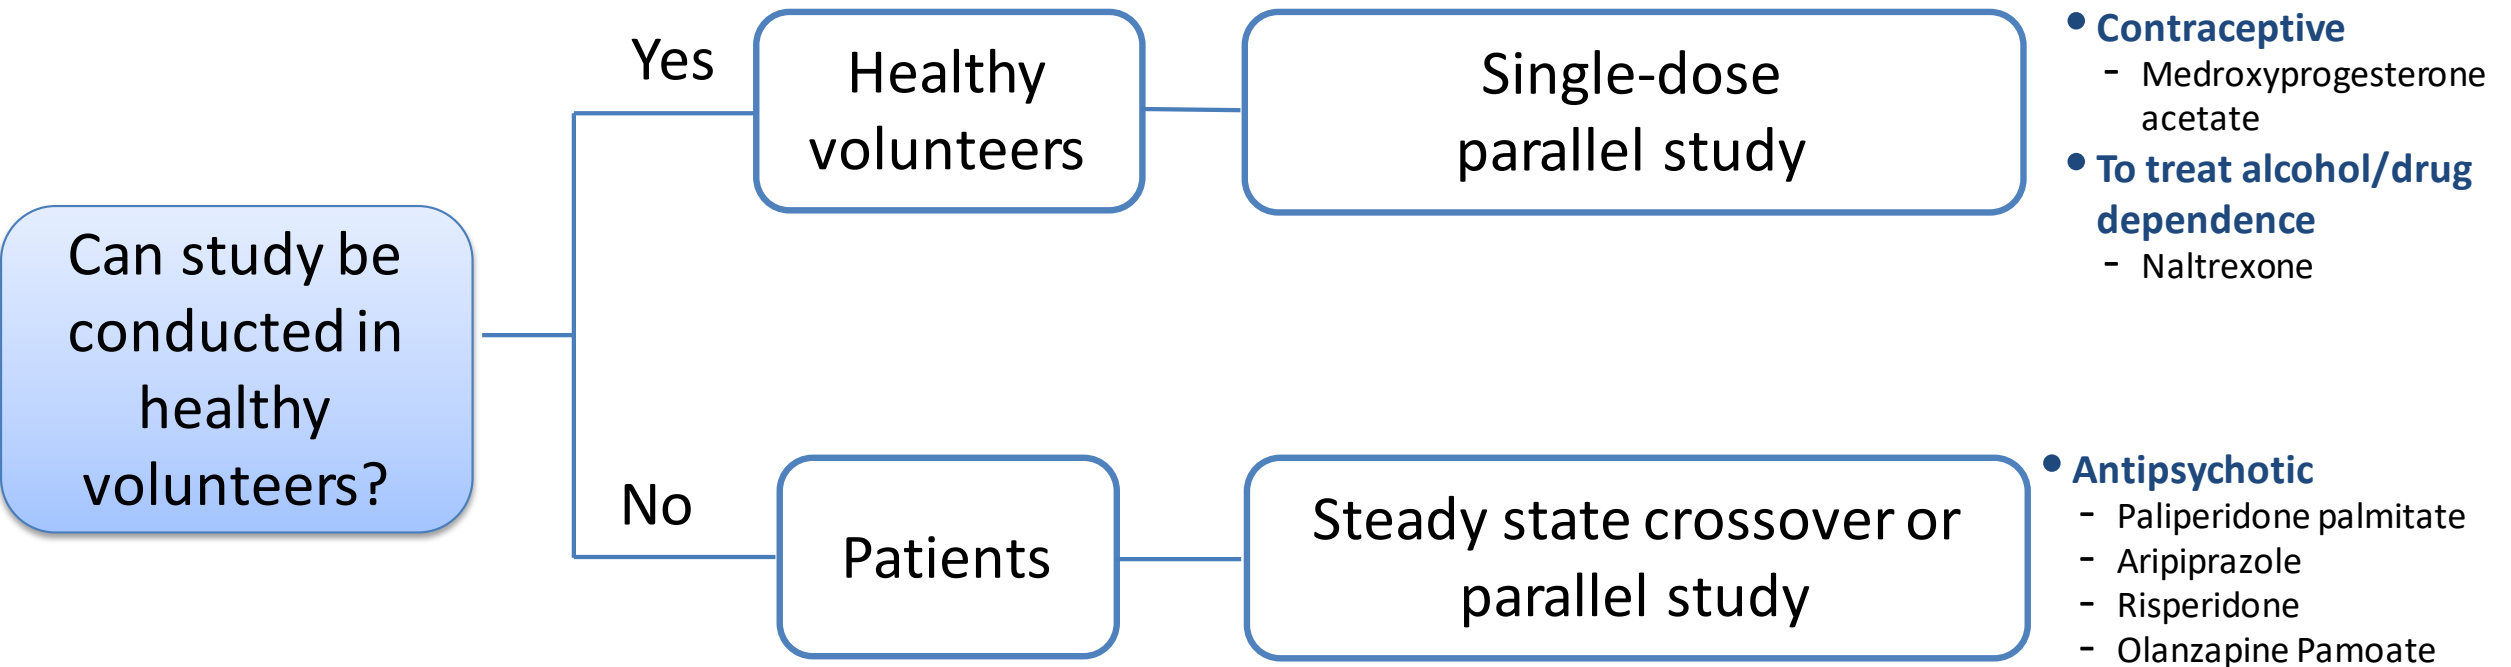 Can study be
conducted in
healthy
volunteers?
Yes
Healthy
volunteers
Single-dose
parallel study
• Contraceptive
- Medroxyprogesterone
acetate
• To treat alcohol/drug
dependence
- Naltrexone
No
Patients
Steady state crossover or
parallel study
• Antipsychotic
- Paliperidone palmitate
- Aripiprazole
- Risperidone
- Olanzapine Pamoate